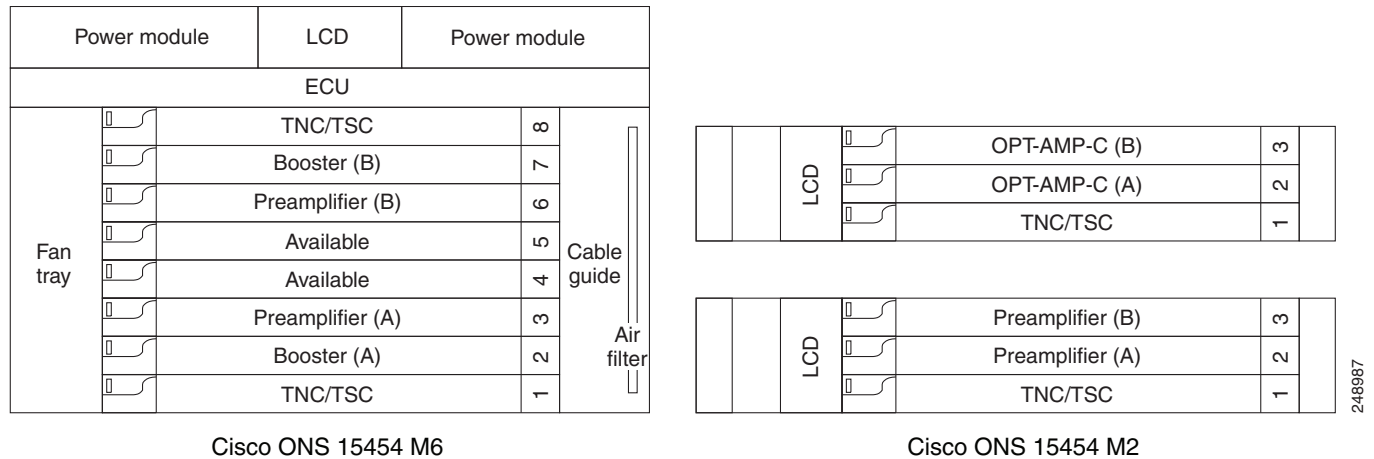 Power module LCD Power module
ECU
TNC/TSC 8
Booster (B) 7
Preamplifier (B) 6
Available 5
Available 4
Preamplifier (A) 3
Booster (A) 2
TNC/TSC 1
Fan
tray
Cable
guide
Air
filter
Cisco ONS 15454 M6
LCD
OPT-AMP-C (B) 3
OPT-AMP-C (A) 2
TNC/TSC 1
LCD
Preamplifier (B) 3
Preamplifier (A) 2
TNC/TSC 1
Cisco ONS 15454 M2
248987